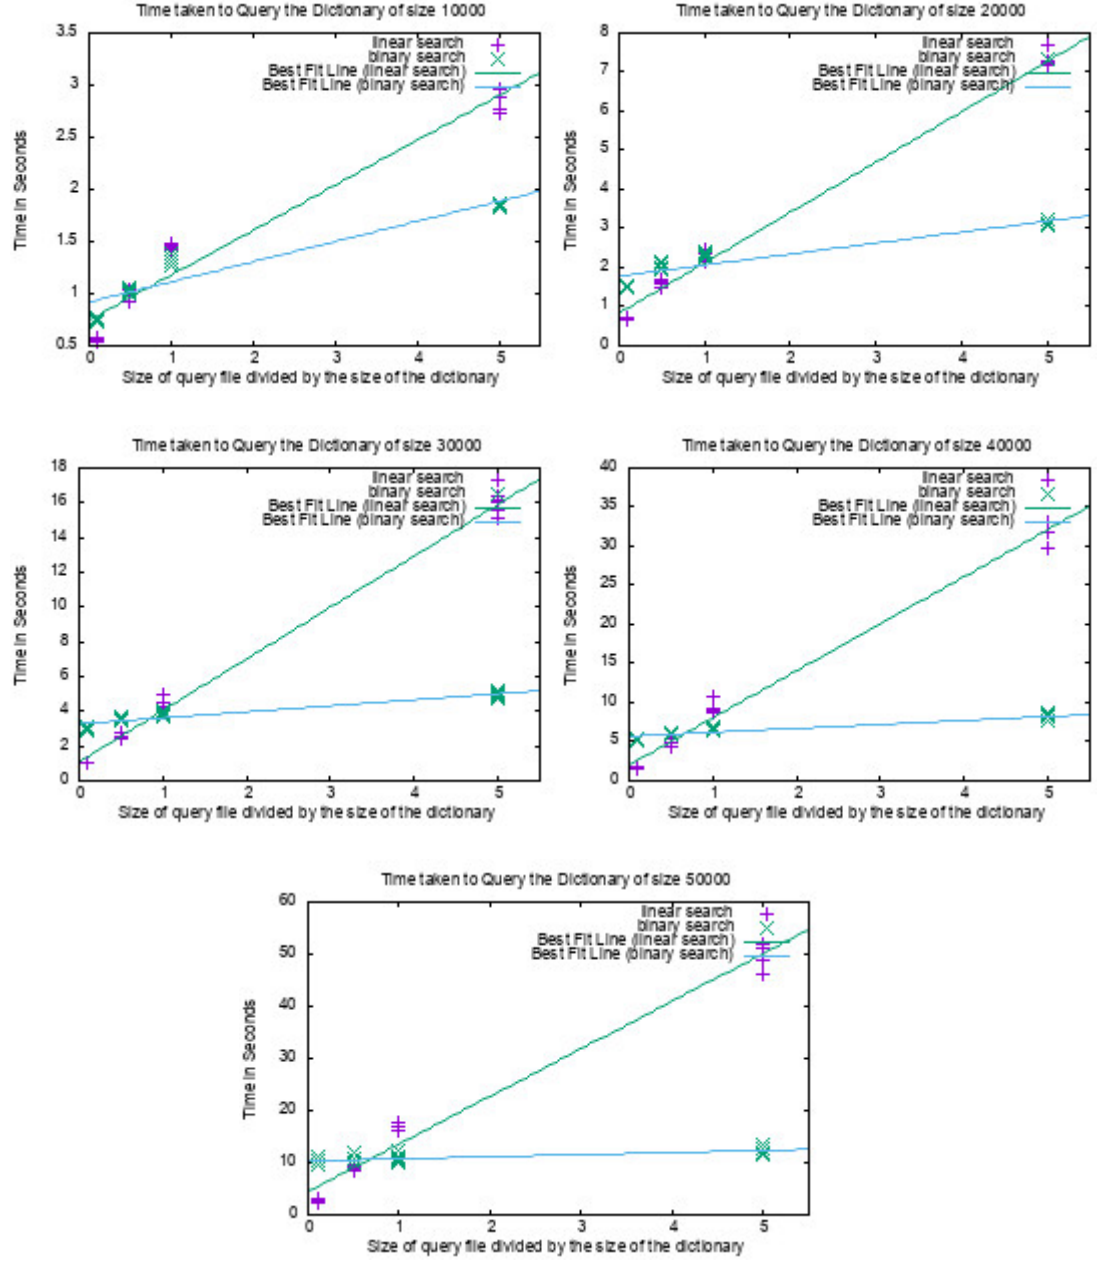 Time taken to Query the Dictionary of size 10000
3.5
3
2.5
2
1.5
1
0.5
Time in Seconds
linear search
binary search
Best Fit Line (linear search)
Best Fit Line (binary search)
0 1 2 3 4 5
Size of query file divided by the size of the dictionary
Time taken to Query the Dictionary of size 20000
8
7
6
5
4
3
2
1
0
Time in Seconds
linear search
binary search
Best Fit Line (linear search)
Best Fit Line (binary search)
0 1 2 3 4 5
Size of query file divided by the size of the dictionary
Time taken to Query the Dictionary of size 30000
18
16
14
12
10
8
6
4
2
0
Time in Seconds
linear search
binary search
Best Fit Line (linear search)
Best Fit Line (binary search)
0 1 2 3 4 5
Size of query file divided by the size of the dictionary
Time taken to Query the Dictionary of size 40000
40
35
30
25
20
15
10
5
0
Time in Seconds
linear search
binary search
Best Fit Line (linear search)
Best Fit Line (binary search)
0 1 2 3 4 5
Size of query file divided by the size of the dictionary
Time taken to Query the Dictionary of size 50000
60
50
40
30
20
10
0
Time in Seconds
linear search
binary search
Best Fit Line (linear search)
Best Fit Line (binary search)
0 1 2 3 4 5
Size of query file divided by the size of the dictionary